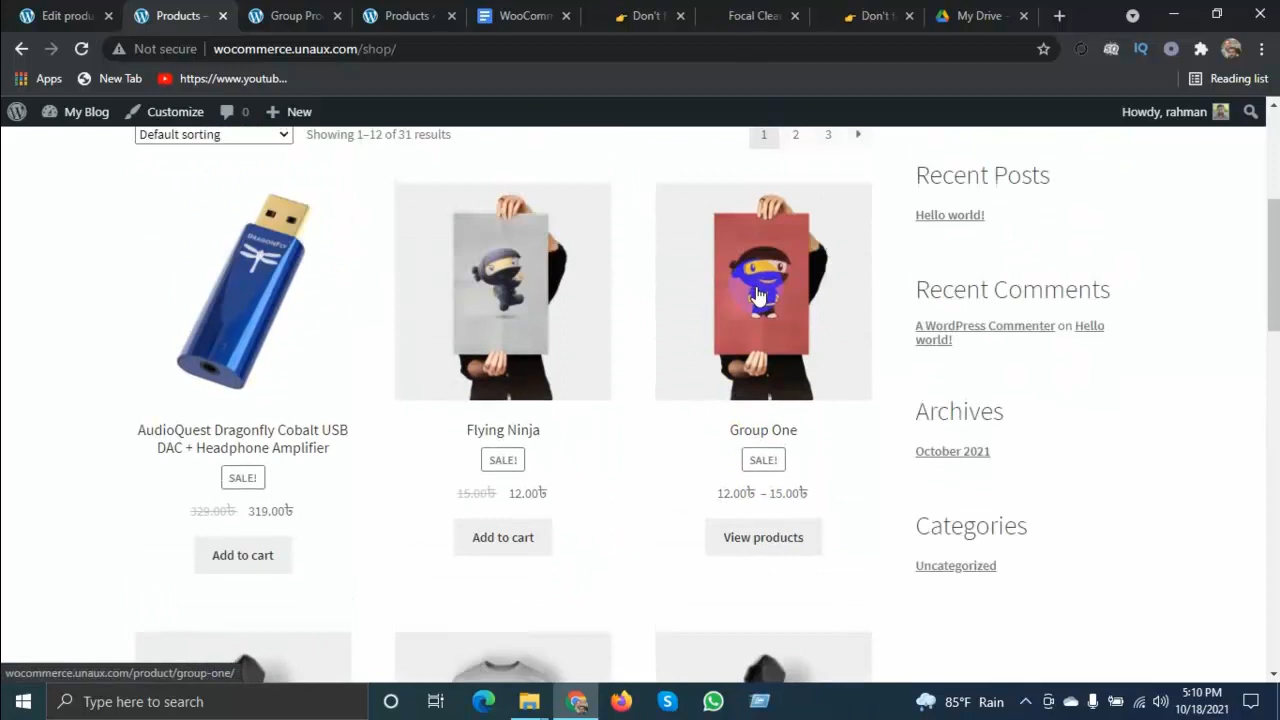 Edit produ
Products –
Group Pro
Products
WooComm
Don't
Focal Clea
Don't
My Drive -
Not secure
wocommerce.unaux.com/shop/
Apps
New Tab
https://www.youtub...
Reading list
My Blog
Customize
0
New
Howdy, rahman
Default sorting
Showing 1–12 of 31 results
1 2 3
Recent Posts
Hello world!
Recent Comments
A WordPress Commenter on Hello
world!
Archives
October 2021
Categories
Uncategorized
DRAGONFLY
AudioQuest Dragonfly Cobalt USB
DAC + Headphone Amplifier
SALE!
329.00৳ 319.00৳
Add to cart
Flying Ninja
SALE!
15.00৳ 12.00৳
Add to cart
Group One
SALE!
12.00৳ – 15.00৳
View products
wocommerce.unaux.com/product/group-one/
Type here to search
85°F Rain
5:10 PM
10/18/2021